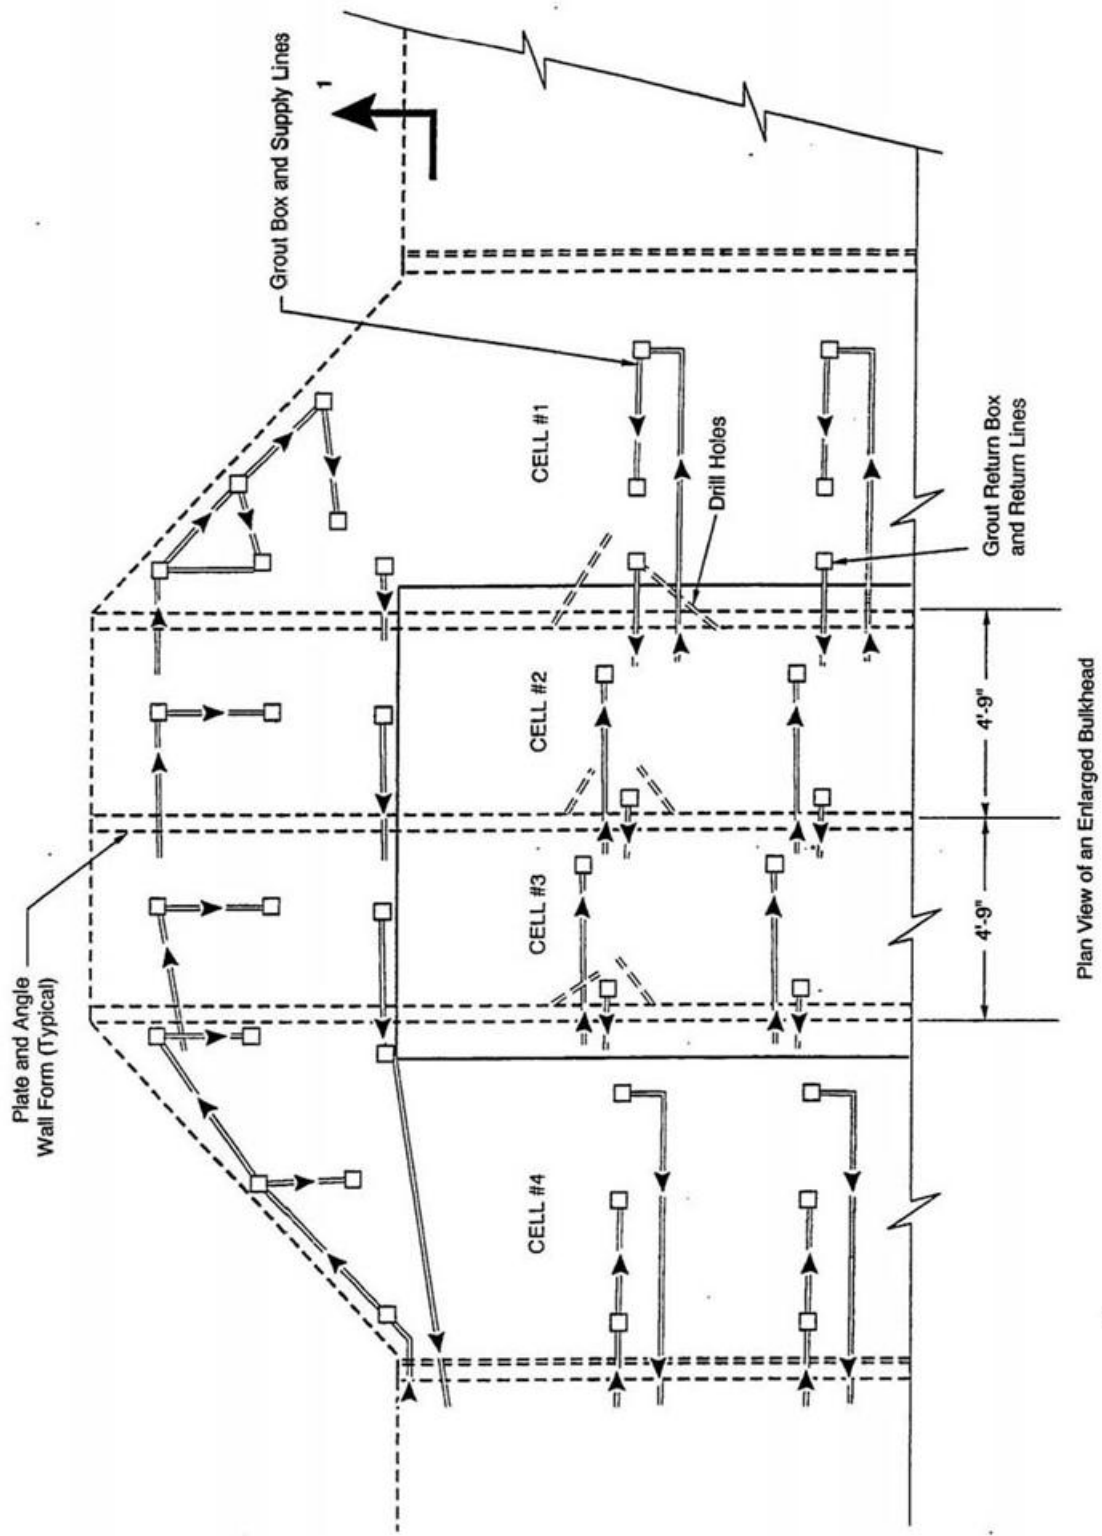 Plate and Angle
Wall Form (Typical)
Grout Box and Supply Lines
1
CELL #4
CELL #3
CELL #2
CELL #1
Drill Holes
Grout Return Box
and Return Lines
4'-9"
4'-9"
Plan View of an Enlarged Bulkhead